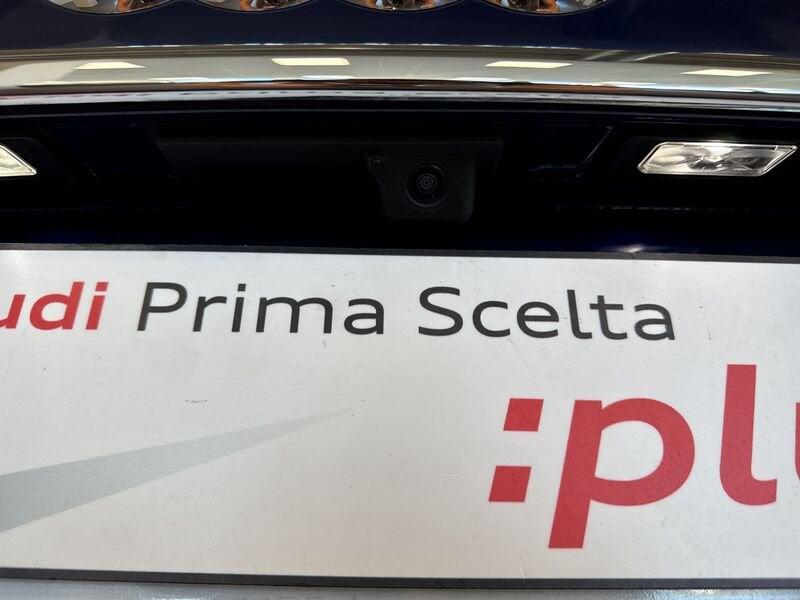 udi Prima Scelta
:plu